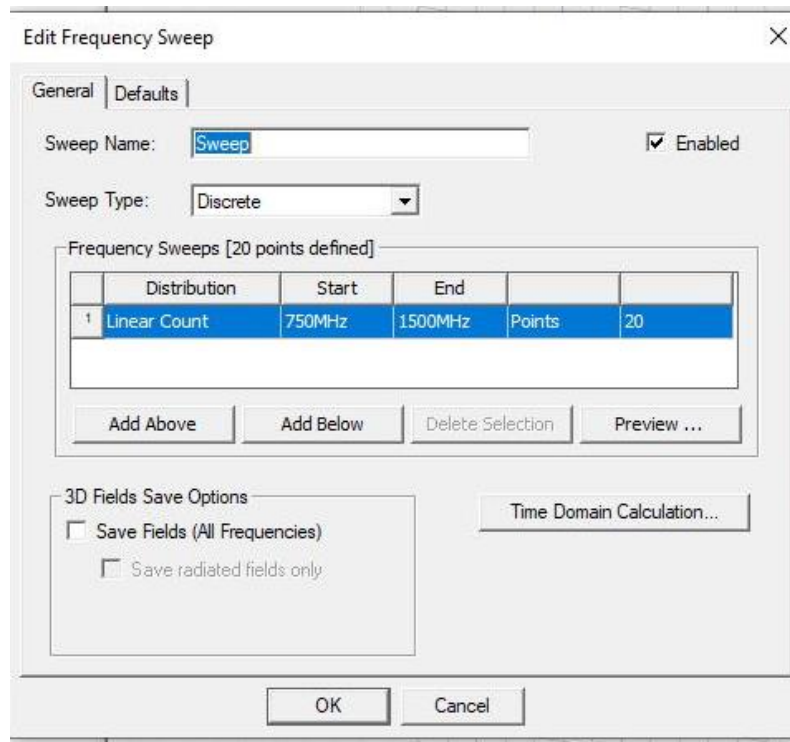 Edit Frequency Sweep
General Defaults
Sweep Name: Sweep Enabled
Sweep Type: Discrete
Frequency Sweeps [20 points defined]
Distribution Start End
1 Linear Count 750MHz 1500MHz Points 20
Add Above Add Below Delete Selection Preview ...
3D Fields Save Options
Save Fields (All Frequencies)
Save radiated fields only
Time Domain Calculation...
OK Cancel